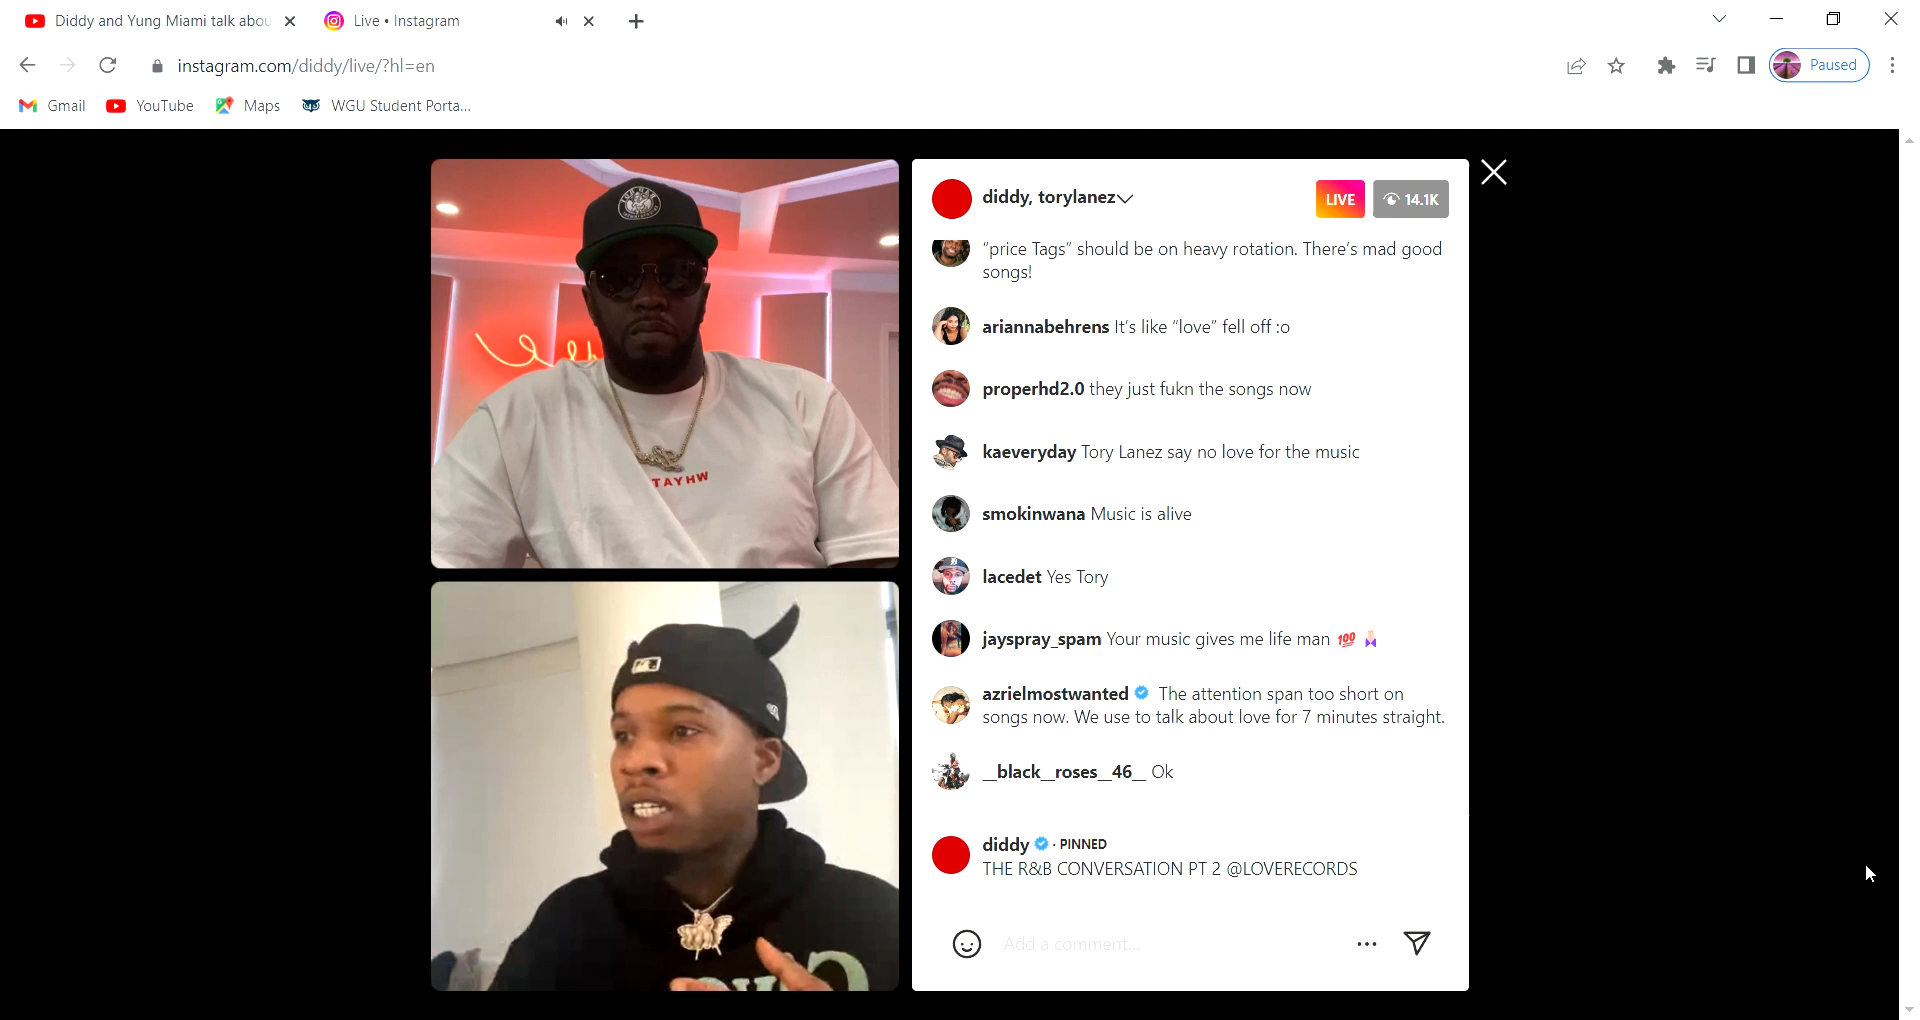 Diddy and Yung Miami talk abou
Live • Instagram
instagram.com/diddy/live/?hl=en
Paused
Gmail
YouTube
Maps
WGU Student Porta...
TAYHW
diddy, torylanez
LIVE
14.1K
“price Tags” should be on heavy rotation. There’s mad good
songs!
ariannabehrens It’s like “love” fell off :o
properhd2.0 they just fukn the songs now
kaeveryday Tory Lanez say no love for the music
smokinwana Music is alive
lacedet Yes Tory
jayspray_spam Your music gives me life man 💯
azrielmostwanted The attention span too short on
songs now. We use to talk about love for 7 minutes straight.
__black__roses__46__ Ok
diddy · PINNED
THE R&B CONVERSATION PT 2 @LOVERECORDS
Add a comment...